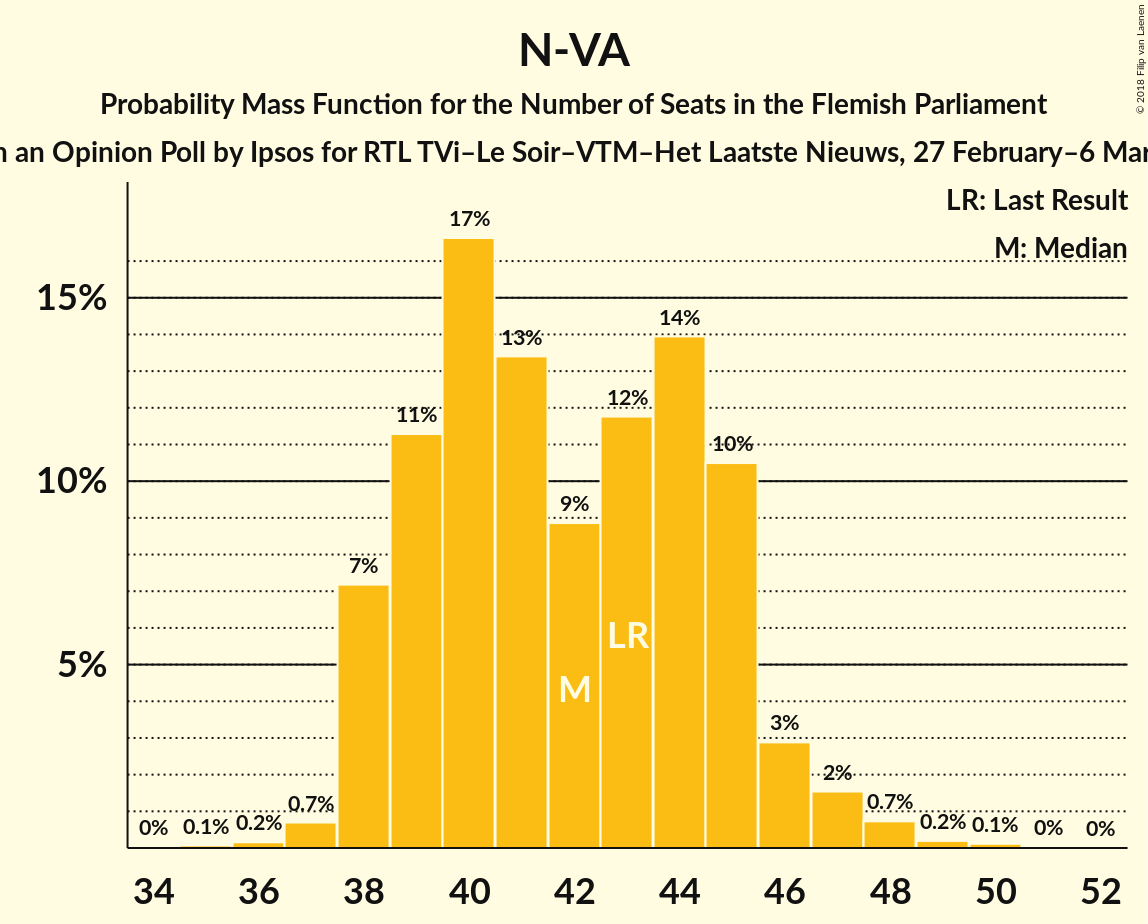 N-VA
Probability Mass Function for the Number of Seats in the Flemish Parliament
an Opinion Poll by Ipsos for RTL TVi–Le Soir–VTM–Het Laatste Nieuws, 27 February–6 Mar
© 2018 Filip van Laenen
LR: Last Result
M: Median
15%
10%
5%
0%
0.1%
0.2%
0.7%
7%
11%
17%
13%
9%
12%
14%
10%
3%
2%
0.7%
0.2%
0.1%
0%
0%
LR
M
34 36 38 40 42 44 46 48 50 52